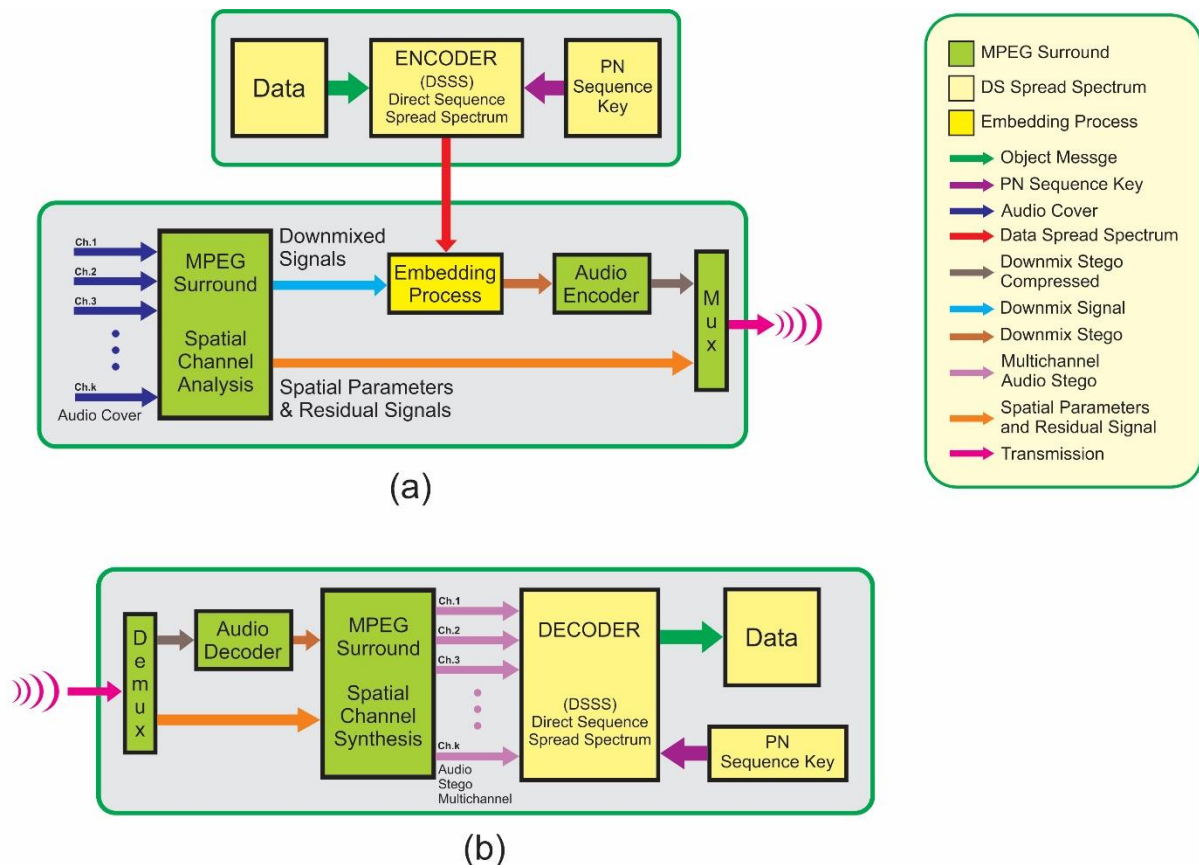 Data
ENCODER
(DSSS)
Direct Sequence
Spread Spectrum
PN
Sequence
Key
Ch.1
Ch.2
Ch.3
Ch.k
Audio Cover
MPEG
Surround
Spatial
Channel
Analysis
Downmixed
Signals
Embedding
Process
Audio
Encoder
Mux
Spatial Parameters
& Residual Signals
(a)
MPEG Surround
DS Spread Spectrum
Embedding Process
Object Messge
PN Sequence Key
Audio Cover
Data Spread Spectrum
Downmix Stego
Compressed
Downmix Signal
Downmix Stego
Multichannel
Audio Stego
Spatial Parameters
and Residual Signal
Transmission
Demux
Audio
Decoder
MPEG
Surround
Spatial
Channel
Synthesis
Ch.1
Ch.2
Ch.3
Ch.k
Audio
Stego
Multichannel
DECODER
(DSSS)
Direct Sequence
Spread Spectrum
Data
PN
Sequence Key
(b)